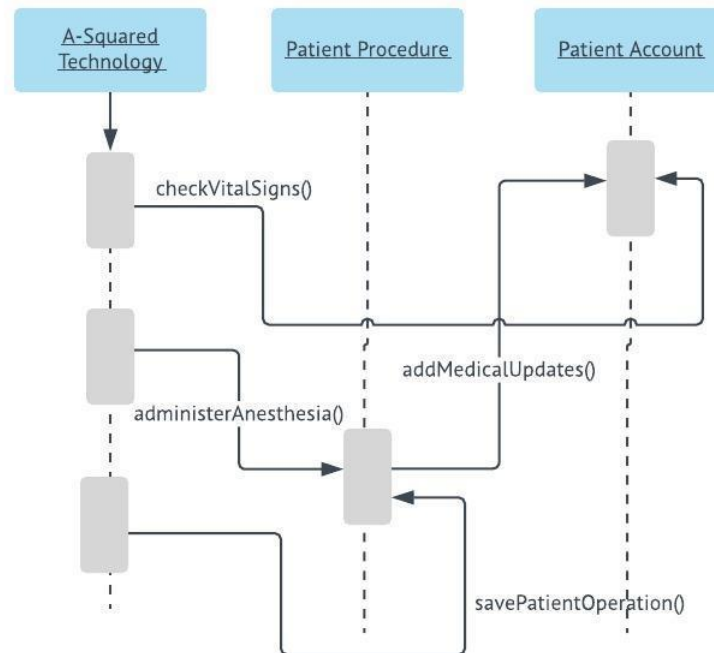 A-Squared
Technology
Patient Procedure
Patient Account
checkVitalSigns()
addMedicalUpdates()
administerAnesthesia()
savePatientOperation()